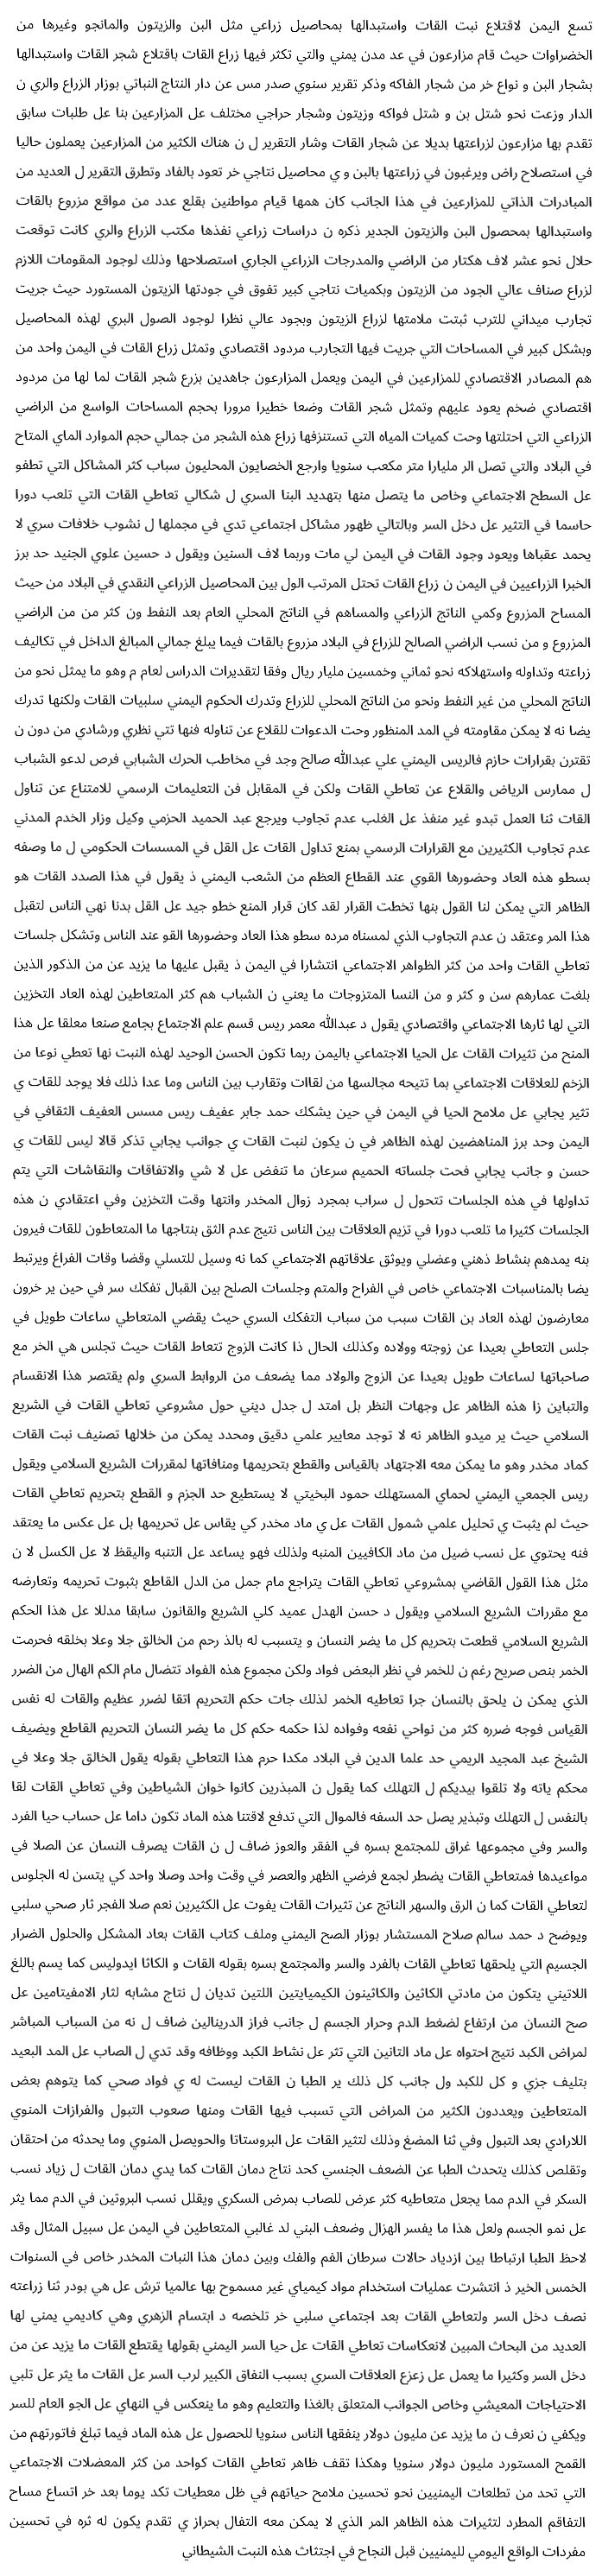 تسع اليمن لاقتلاع نبت القات واستبدالها بمحاصيل زراعي مثل البن والزيتون والمانجو وغيرها من
الخضراوات حيث قام مزارعون في عد مدن يمني والتي تكثر فيها زراع القات باقتلاع شجر القات واستبدالها
بشجار البن و نواع خر من شجار الفاكه وذكر تقرير سنوي صدر مس عن دار النتاج النباتي بوزار الزراع والري ن
الدار وزعت نحو شتل بن و شتل فواكه وزيتون وشجار حراجي مختلف عل المزارعين بنا عل طلبات سابق
تقدم بها مزارعون لزراعتها بديلا عن شجار القات وشار التقرير ل ن هناك الكثير من المزارعين يعملون حاليا
في استصلاح راض ويرغبون في زراعتها بالبن و ي محاصيل نتاجي خر تعود بالفاد وتطرق التقرير ل العديد من
المبادرات الذاتي للمزارعين في هذا الجانب كان همها قيام مواطنين بقلع عدد من مواقع مزروع بالقات
واستبدالها بمحصول البن والزيتون الجدير ذكره ن دراسات زراعي نفذها مكتب الزراع والري كانت توقعت
حلال نحو عشر لاف هكتار من الراضي والمدرجات الزراعي الجاري استصلاحها وذلك لوجود المقومات اللازم
لزراع صناف عالي الجود من الزيتون وبكميات نتاجي كبير تفوق في جودتها الزيتون المستورد حيث جريت
تجارب ميداني للترب ثبتت ملامتها لزراع الزيتون وبجود عالي نظرا لوجود الصول البري لهذه المحاصيل
وبشكل كبير في المساحات التي جريت فيها التجارب مردود اقتصادي وتمثل زراع القات في اليمن واحد من
هم المصادر الاقتصادي للمزارعين في اليمن ويعمل المزارعون جاهدين بزرع شجر القات لما لها من مردود
اقتصادي ضخم يعود عليهم وتمثل شجر القات وضعا خطيرا مرورا بحجم المساحات الواسع من الراضي
الزراعي التي احتلتها وحت كميات المياه التي تستنزفها زراع هذه الشجر من جمالي حجم الموارد الماي المتاح
في البلاد والتي تصل الر مليارا متر مكعب سنويا وارجع الخصايون المحليون سباب كثر المشاكل التي تطفو
عل السطح الاجتماعي وخاص ما يتصل منها بتهديد البنا السري ل شكالي تعاطي القات التي تلعب دورا
حاسما في التثير عل دخل السر وبالتالي ظهور مشاكل اجتماعي تدي في مجملها ل نشوب خلافات سري لا
يحمد عقباها ويعود وجود القات في اليمن لي مات وربما لاف السنين ويقول د حسين علوي الجنيد حد برز
الخبرا الزراعيين في اليمن ن زراع القات تحتل المرتب الول بين المحاصيل الزراعي النقدي في البلاد من حيث
المساح المزروع وكمي الناتج الزراعي والمساهم في الناتج المحلي العام بعد النفط ون كثر من من الراضي
المزروع و من نسب الراضي الصالح للزراع في البلاد مزروع بالقات فيما يبلغ جمالي المبالغ الداخل في تكاليف
زراعته وتداوله واستهلاكه نحو ثماني وخمسين مليار ريال وفقا لتقديرات الدراس لعام م وهو ما يمثل نحو من
الناتج المحلي من غير النفط ونحو من الناتج المحلي للزراع وتدرك الحكوم اليمني سلبيات القات ولكنها تدرك
يضا نه لا يمكن مقاومته في المد المنظور وحت الدعوات للقلاع عن تناوله فنها تتي نظري ورشادي من دون ن
تقترن بقرارات حازم فالريس اليمني علي عبدالله صالح وجد في مخاطب الحرك الشبابي فرص لدعو الشباب
ل ممارس الرياض والقلاع عن تعاطي القات ولكن في المقابل فن التعليمات الرسمي للامتناع عن تناول
القات ثنا العمل تبدو غير منفذ عل الغلب عدم تجاوب ويرجع عبد الحميد الحزمي وكيل وزار الخدم المدني
عدم تجاوب الكثيرين مع القرارات الرسمي بمنع تداول القات عل القل في المسسات الحكومي ل ما وصفه
بسطو هذه العاد وحضورها القوي عند القطاع العظم من الشعب اليمني ذ يقول في هذا الصدد القات هو
الظاهر التي يمكن لنا القول بنها تخطت القرار لقد كان قرار المنع خطو جيد عل القل بدنا نهي الناس لتقبل
هذا المر وعتقد ن عدم التجاوب الذي لمسناه مرده سطو هذا العاد وحضورها القو عند الناس وتشكل جلسات
تعاطي القات واحد من كثر الظواهر الاجتماعي انتشارا في اليمن ذ يقبل عليها ما يزيد عن من الذكور الذين
بلغت عمارهم سن و كثر و من النسا المتزوجات ما يعني ن الشباب هم كثر المتعاطين لهذه العاد التخزين
التي لها ثارها الاجتماعي واقتصادي يقول د عبدالله معمر ريس قسم علم الاجتماع بجامع صنعا معلقا عل هذا
المنح من تثيرات القات عل الحيا الاجتماعي باليمن ربما تكون الحسن الوحيد لهذه النبت نها تعطي نوعا من
الزخم للعلاقات الاجتماعي بما تتيحه مجالسها من لقاات وتقارب بين الناس وما عدا ذلك فلا يوجد للقات ي
تثير يجابي عل ملامح الحيا في اليمن في حين يشكك حمد جابر عفيف ريس مسس العفيف الثقافي في
اليمن وحد برز المناهضين لهذه الظاهر في ن يكون لنبت القات ي جوانب يجابي تذكر قالا ليس للقات ي
حسن و جانب يجابي فحت جلساته الحميم سرعان ما تنفض عل لا شي والاتفاقات والنقاشات التي يتم
تداولها في هذه الجلسات تتحول ل سراب بمجرد زوال المخدر وانتها وقت التخزين وفي اعتقادي ن هذه
الجلسات كثيرا ما تلعب دورا في تزيم العلاقات بين الناس نتيج عدم الثق بنتاجها ما المتعاطون للقات فيرون
بنه يمدهم بنشاط ذهني وعضلي ويوثق علاقاتهم الاجتماعي كما نه وسيل للتسلي وقضا وقات الفراغ ويرتبط
يضا بالمناسبات الاجتماعي خاص في الفراح والمتم وجلسات الصلح بين القبال تفكك سر في حين ير خرون
معارضون لهذه العاد بن القات سبب من سباب التفكك السري حيث يقضي المتعاطي ساعات طويل في
جلس التعاطي بعيدا عن زوجته وولاده وكذلك الحال ذا كانت الزوج تتعاط القات حيث تجلس هي الخر مع
صاحباتها لساعات طويل بعيدا عن الزوج والولاد مما يضعف من الروابط السري ولم يقتصر هذا الانقسام
والتباين زا هذه الظاهر عل وجهات النظر بل امتد ل جدل ديني حول مشروعي تعاطي القات في الشريع
السلامي حيث ير ميدو الظاهر نه لا توجد معايير علمي دقيق ومحدد يمكن من خلالها تصنيف نبت القات
كماد مخدر وهو ما يمكن معه الاجتهاد بالقياس والقطع بتحريمها ومنافاتها لمقررات الشريع السلامي ويقول
ريس الجمعي اليمني لحماي المستهلك حمود البخيتي لا يستطيع حد الجزم و القطع بتحريم تعاطي القات
حيث لم يثبت ي تحليل علمي شمول القات عل ي ماد مخدر كي يقاس عل تحريمها بل عل عكس ما يعتقد
فنه يحتوي عل نسب ضيل من ماد الكافيين المنبه ولذلك فهو يساعد عل التنبه واليقظ لا عل الكسل لا ن
مثل هذا القول القاضي بمشروعي تعاطي القات يتراجع مام جمل من الدل القاطع بثبوت تحريمه وتعارضه
مع مقررات الشريع السلامي ويقول د حسن الهدل عميد كلي الشريع والقانون سابقا مدللا عل هذا الحكم
الشريع السلامي قطعت بتحريم كل ما يضر النسان و يتسبب له بالذ رحم من الخالق جلا وعلا بخلقه فحرمت
الخمر بنص صريح رغم ن للخمر في نظر البعض فواد ولكن مجموع هذه الفواد تتضال مام الكم الهال من الضرر
الذي يمكن ن يلحق بالنسان جرا تعاطيه الخمر لذلك جات حكم التحريم اتقا لضرر عظيم والقات له نفس
القياس فوجه ضرره كثر من نواحي نفعه وفواده لذا حكمه حكم كل ما يضر النسان التحريم القاطع ويضيف
الشيخ عبد المجيد الريمي حد علما الدين في البلاد مكدا حرم هذا التعاطي بقوله يقول الخالق جلا وعلا في
محكم ياته ولا تلقوا بيديكم ل التهلك كما يقول ن المبذرين كانوا خوان الشياطين وفي تعاطي القات لقا
بالنفس ل التهلك وتبذير يصل حد السفه فالموال التي تدفع لاقتنا هذه الماد تكون داما عل حساب حيا الفرد
والسر وفي مجموعها غراق للمجتمع بسره في الفقر والعوز ضاف ل ن القات يصرف النسان عن الصلا في
مواعيدها فمتعاطي القات يضطر لجمع فرضي الظهر والعصر في وقت واحد وصلا واحد كي يتسن له الجلوس
لتعاطي القات كما ن الرق والسهر الناتج عن تثيرات القات يفوت عل الكثيرين نعم صلا الفجر ثار صحي سلبي
ويوضح د حمد سالم صلاح المستشار بوزار الصح اليمني وملف كتاب القات بعاد المشكل والحلول الضرار
الجسيم التي يلحقها تعاطي القات بالفرد والسر والمجتمع بسره بقوله القات و الكاثا ايدوليس كما يسم باللغ
اللاتيني يتكون من مادتي الكاثين والكاثينون الكيميايتين اللتين تديان ل نتاج مشابه لثار الامفيتامين عل
صح النسان من ارتفاع لضغط الدم وحرار الجسم ل جانب فراز الدرينالين ضاف ل نه من السباب المباشر
لمراض الكبد نتيج احتواه عل ماد التانين التي تثر عل نشاط الكبد ووظافه وقد تدي ل الصاب عل المد البعيد
بتليف جزي و كل للكبد ول جانب كل ذلك ير الطبا ن القات ليست له ي فواد صحي كما يتوهم بعض
المتعاطين ويعددون الكثير من المراض التي تسبب فيها القات ومنها صعوب التبول والفرازات المنوي
اللارادي بعد التبول وفي ثنا المضغ وذلك لتثير القات عل البروستاتا والحويصل المنوي وما يحدثه من احتقان
وتقلص كذلك يتحدث الطبا عن الضعف الجنسي كحد نتاج دمان القات كما يدي دمان القات ل زياد نسب
السكر في الدم مما يجعل متعاطيه كثر عرض للصاب بمرض السكري ويقلل نسب البروتين في الدم مما يثر
عل نمو الجسم ولعل هذا ما يفسر الهزال وضعف البني لد غالبي المتعاطين في اليمن عل سبيل المثال وقد
لاحظ الطبا ارتباطا بين ازدياد حالات سرطان الفم والفك وبين دمان هذا النبات المخدر خاص في السنوات
الخمس الخير ذ انتشرت عمليات استخدام مواد كيمياي غير مسموح بها عالميا ترش عل هي بودر ثنا زراعته
نصف دخل السر ولتعاطي القات بعد اجتماعي سلبي خر تلخصه د ابتسام الزهري وهي كاديمي يمني لها
العديد من البحاث المبين لانعكاسات تعاطي القات عل حيا السر اليمني بقولها يقتطع القات ما يزيد عن من
دخل السر وكثيرا ما يعمل عل زعزع العلاقات السري بسبب النفاق الكبير لرب السر عل القات ما يثر عل تلبي
الاحتياجات المعيشي وخاص الجوانب المتعلق بالغذا والتعليم وهو ما ينعكس في النهاي عل الجو العام للسر
ويكفي ن نعرف ن ما يزيد عن مليون دولار ينفقها الناس سنويا للحصول عل هذه الماد فيما تبلغ فاتورتهم من
القمح المستورد مليون دولار سنويا وهكذا تقف ظاهر تعاطي القات كواحد من كثر المعضلات الاجتماعي
التي تحد من تطلعات اليمنيين نحو تحسين ملامح حياتهم في ظل معطيات تكد يوما بعد خر اتساع مساح
التفاقم المطرد لتثيرات هذه الظاهر المر الذي لا يمكن معه التفال بحراز ي تقدم يكون له ثره في تحسين
مفردات الواقع اليومي لليمنيين قبل النجاح في اجتثاث هذه النبت الشيطاني